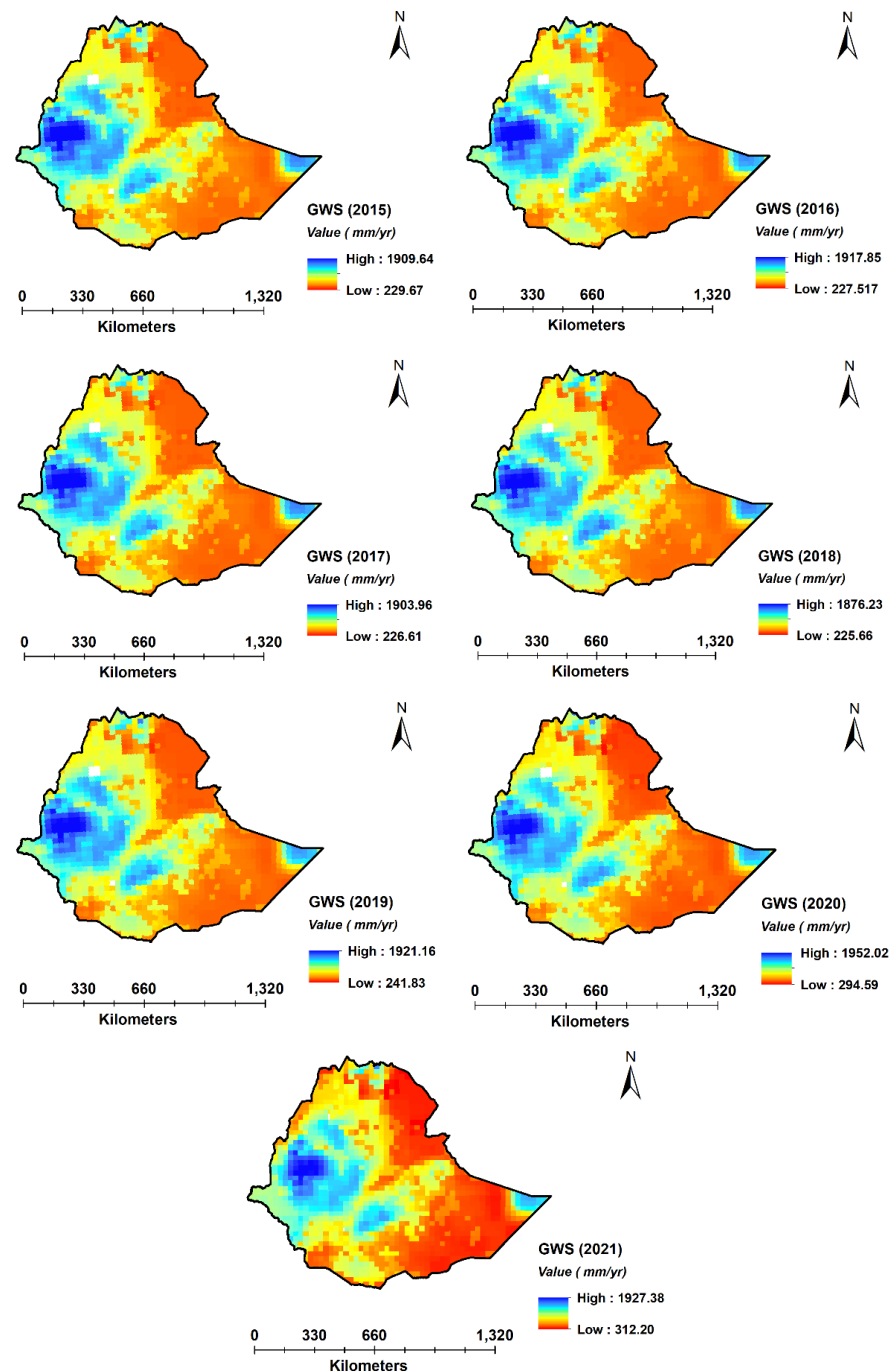 N
GWS (2015)
Value ( mm/yr)
High : 1909.64
Low : 229.67
0 330 660 1,320
Kilometers
N
GWS (2016)
Value ( mm/yr)
High : 1917.85
Low : 227.517
0 330 660 1,320
Kilometers
N
GWS (2017)
Value ( mm/yr)
High : 1903.96
Low : 226.61
0 330 660 1,320
Kilometers
N
GWS (2018)
Value ( mm/yr)
High : 1876.23
Low : 225.66
0 330 660 1,320
Kilometers
N
GWS (2019)
Value ( mm/yr)
High : 1921.16
Low : 241.83
0 330 660 1,320
Kilometers
N
GWS (2020)
Value ( mm/yr)
High : 1952.02
Low : 294.59
0 330 660 1,320
Kilometers
N
GWS (2021)
Value ( mm/yr)
High : 1927.38
Low : 312.20
0 330 660 1,320
Kilometers